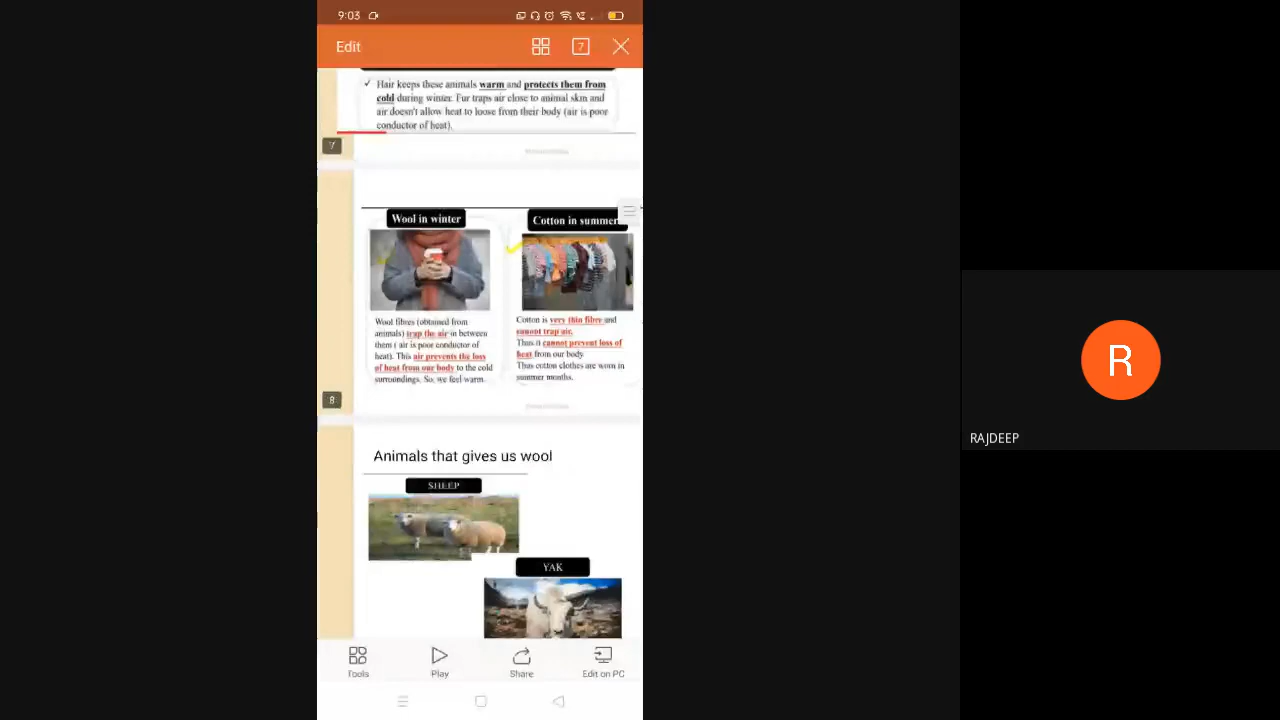 9:03
Edit
7
✓ Hair keeps these animals warm and protects them from
cold during winter. Fur traps air close to animal skin and
air doesn't allow heat to loose from their body (air is poor
conductor of heat).
7
Wool in winter
Wool fibres (obtained from
animals) trap the air in between
them ( air is poor conductor of
heat). This air prevents the loss
of heat from our body to the cold
surroundings. So, we feel warm.
Cotton in summer
Cotton is very thin fibre and
cannot trap air.
Thus it cannot prevent loss of
heat from our body.
Thus cotton clothes are worn in
summer months.
8
Animals that gives us wool
SHEEP
YAK
Tools
Play
Share
Edit on PC
R
RAJDEEP